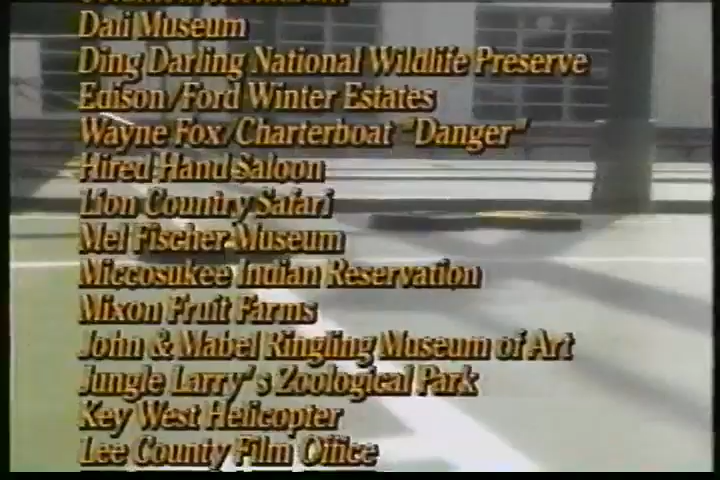 Dali Museum
Ding Darling National Wildlife Preserve
Edison/Ford Winter Estates
Wayne Fox/Charterboat "Danger"
Hired Hand Saloon
Lion Country Safari
Mel Fischer Museum
Miccosukee Indian Reservation
Mixon Fruit Farms
John & Mabel Ringling Museum of Art
Jungle Larry's Zoological Park
Key West Helicopter
Lee County Film Office